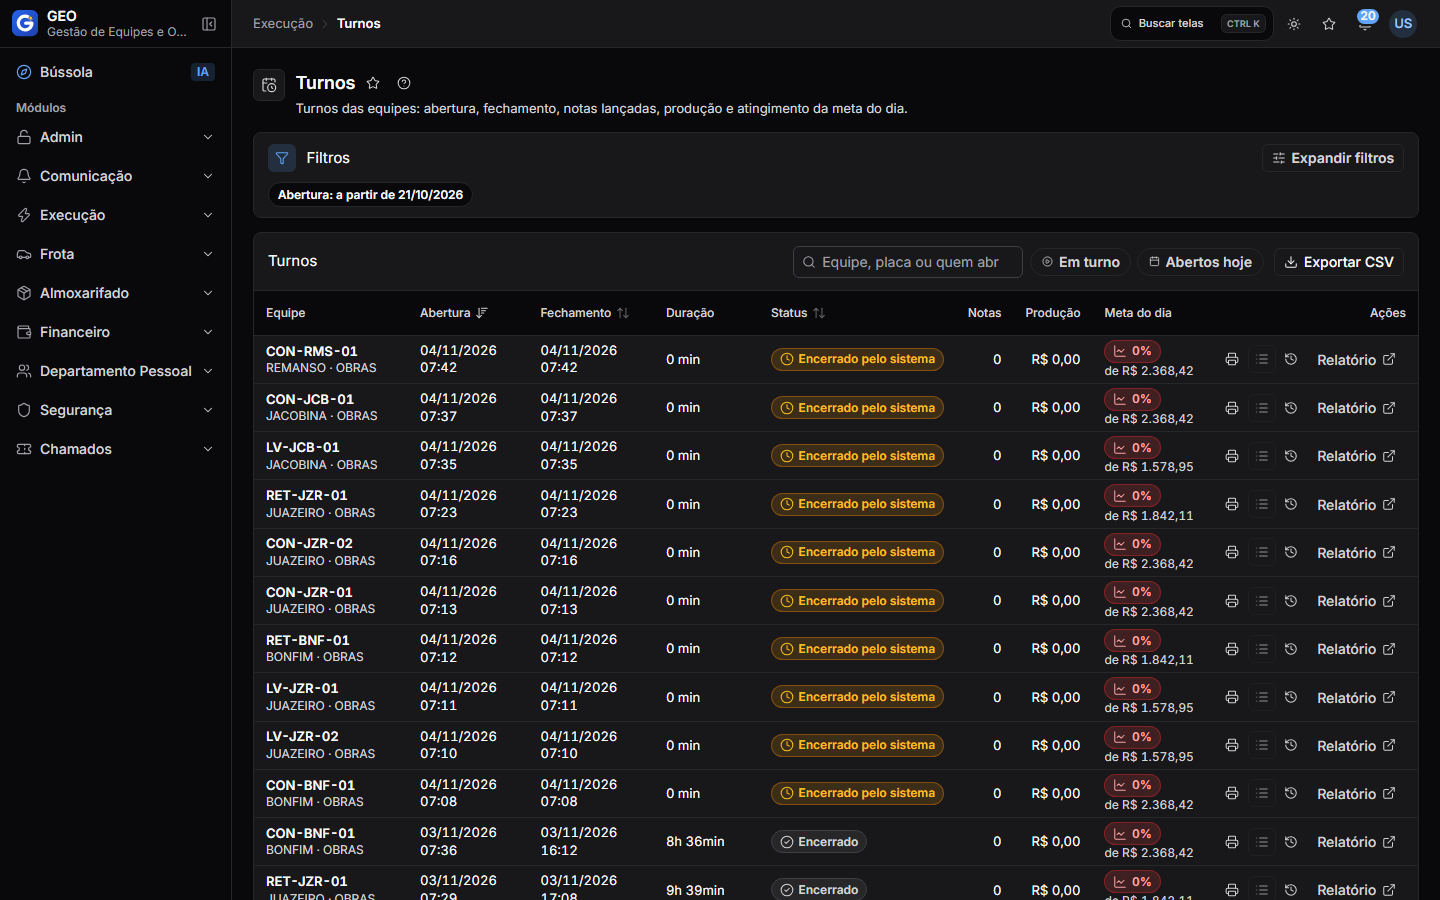 GEO
Gestão de Equipes e O...
Execução
Turnos
Buscar telas
CTRL K
20
US
Bússola
IA
Módulos
Admin
Comunicação
Execução
Frota
Almoxarifado
Financeiro
Departamento Pessoal
Segurança
Chamados
Turnos
Turnos das equipes: abertura, fechamento, notas lançadas, produção e atingimento da meta do dia.
Filtros
Expandir filtros
Abertura: a partir de 21/10/2026
Turnos
Equipe, placa ou quem abr
Em turno
Abertos hoje
Exportar CSV
Equipe Abertura Fechamento Duração Status Notas Produção Meta do dia Ações
CON-RMS-01 04/11/2026 04/11/2026 0 min Encerrado pelo sistema 0 R$ 0,00 0% Relatório
REMANSO · OBRAS 07:42 07:42 de R$ 2.368,42
CON-JCB-01 04/11/2026 04/11/2026 0 min Encerrado pelo sistema 0 R$ 0,00 0% Relatório
JACOBINA · OBRAS 07:37 07:37 de R$ 2.368,42
LV-JCB-01 04/11/2026 04/11/2026 0 min Encerrado pelo sistema 0 R$ 0,00 0% Relatório
JACOBINA · OBRAS 07:35 07:35 de R$ 1.578,95
RET-JZR-01 04/11/2026 04/11/2026 0 min Encerrado pelo sistema 0 R$ 0,00 0% Relatório
JUAZEIRO · OBRAS 07:23 07:23 de R$ 1.842,11
CON-JZR-02 04/11/2026 04/11/2026 0 min Encerrado pelo sistema 0 R$ 0,00 0% Relatório
JUAZEIRO · OBRAS 07:16 07:16 de R$ 2.368,42
CON-JZR-01 04/11/2026 04/11/2026 0 min Encerrado pelo sistema 0 R$ 0,00 0% Relatório
JUAZEIRO · OBRAS 07:13 07:13 de R$ 2.368,42
RET-BNF-01 04/11/2026 04/11/2026 0 min Encerrado pelo sistema 0 R$ 0,00 0% Relatório
BONFIM · OBRAS 07:12 07:12 de R$ 1.842,11
LV-JZR-01 04/11/2026 04/11/2026 0 min Encerrado pelo sistema 0 R$ 0,00 0% Relatório
JUAZEIRO · OBRAS 07:11 07:11 de R$ 1.578,95
LV-JZR-02 04/11/2026 04/11/2026 0 min Encerrado pelo sistema 0 R$ 0,00 0% Relatório
JUAZEIRO · OBRAS 07:10 07:10 de R$ 1.578,95
CON-BNF-01 04/11/2026 04/11/2026 0 min Encerrado pelo sistema 0 R$ 0,00 0% Relatório
BONFIM · OBRAS 07:08 07:08 de R$ 2.368,42
CON-BNF-01 03/11/2026 03/11/2026 8h 36min Encerrado 0 R$ 0,00 0% Relatório
BONFIM · OBRAS 07:36 16:12 de R$ 2.368,42
RET-JZR-01 03/11/2026 03/11/2026 9h 39min Encerrado 0 R$ 0,00 0% Relatório
JUAZEIRO · OBRAS 07:29 17:08 de R$ 1.842,11